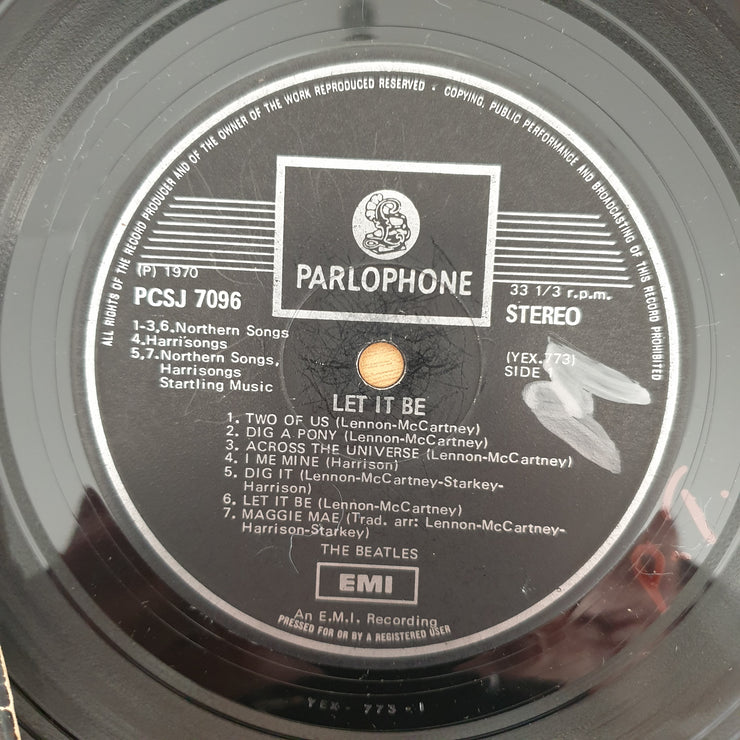 ALL RIGHTS OF THE RECORD PRODUCER AND OF THE OWNER OF THE WORK REPRODUCED RESERVED · COPYING, PUBLIC PERFORMANCE AND BROADCASTING OF THIS RECORD PROHIBITED
PARLOPHONE
(P) 1970
PCSJ 7096
33 1/3 r.p.m.
STEREO
1-3,6.Northern Songs
4.Harrisongs
5,7.Northern Songs,
Harrisongs
Startling Music
(YEX.773)
SIDE 1
LET IT BE
1. TWO OF US (Lennon-McCartney)
2. DIG A PONY (Lennon-McCartney)
3. ACROSS THE UNIVERSE (Lennon-McCartney)
4. I ME MINE (Harrison)
5. DIG IT (Lennon-McCartney-Starkey-
Harrison)
6. LET IT BE (Lennon-McCartney)
7. MAGGIE MAE (Trad. arr: Lennon-McCartney-
Harrison-Starkey)
THE BEATLES
EMI
An E.M.I. Recording
PRESSED FOR OR BY A REGISTERED USER
YEX - 773 - 1